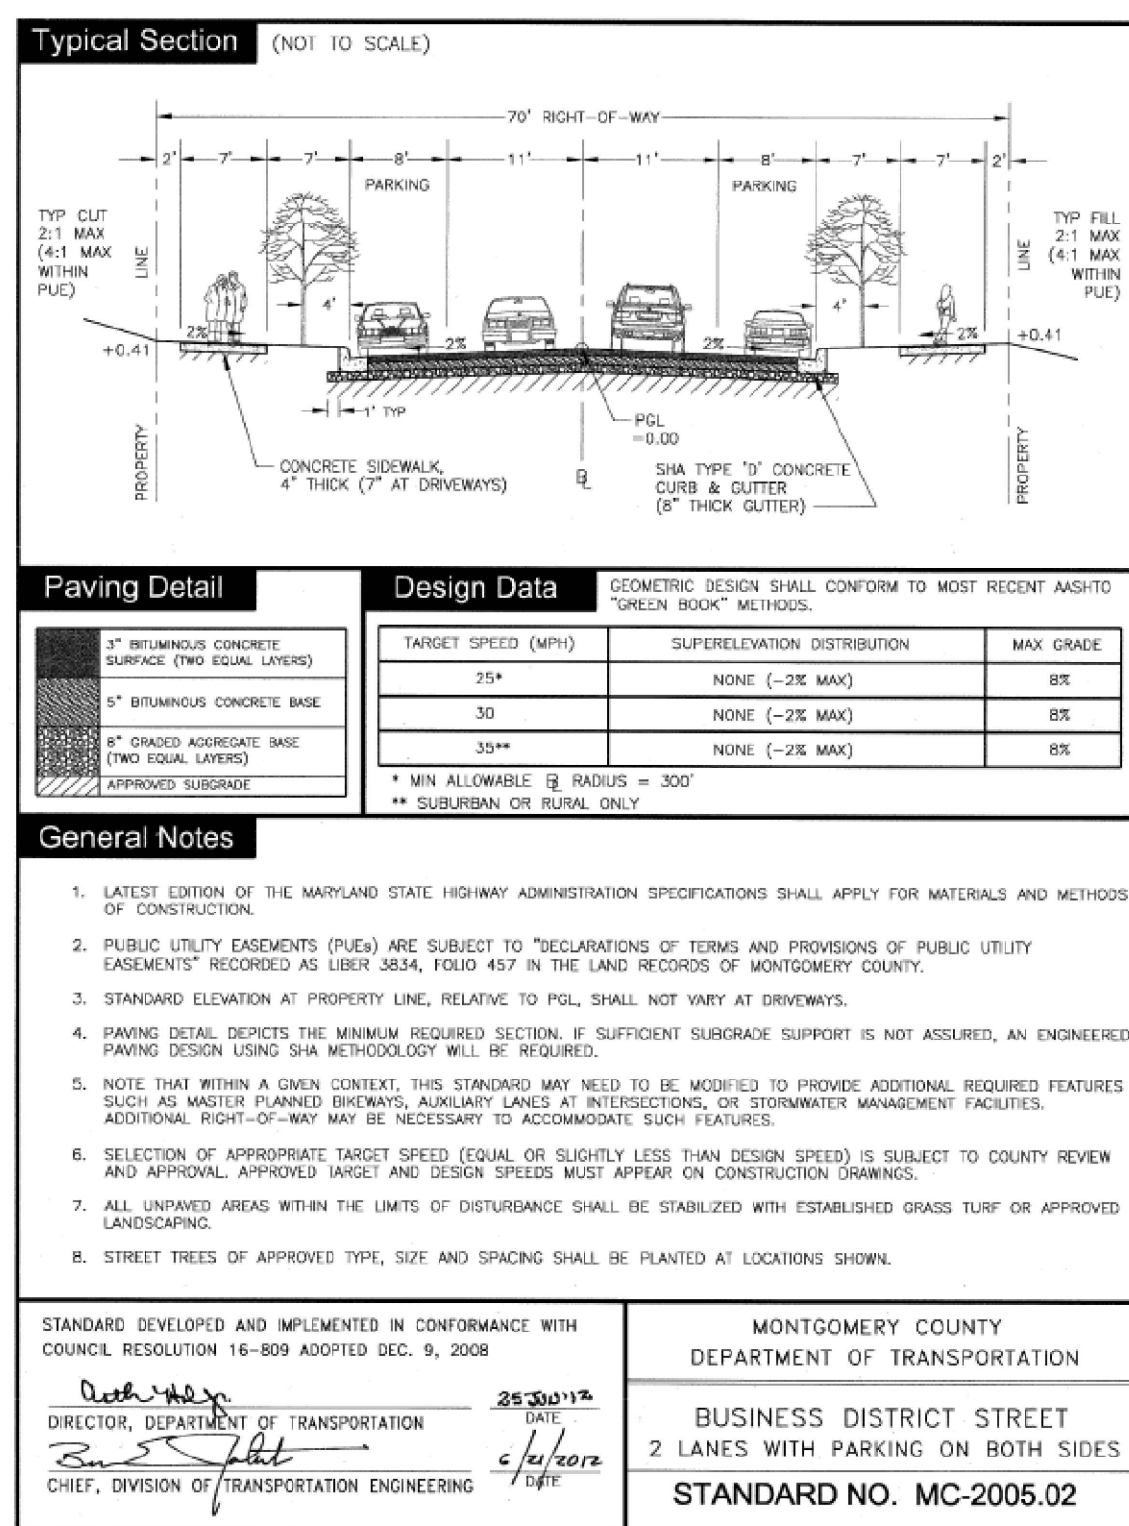 Typical Section (NOT TO SCALE)
70' RIGHT-OF-WAY
2' 7' 7' 8' 11' 11' 8' 7' 7' 2'
PARKING PARKING
TYP CUT
2:1 MAX
(4:1 MAX
WITHIN
PUE)
LINE
TYP FILL
2:1 MAX
(4:1 MAX
WITHIN
PUE)
LINE
4' 4'
2% 2% 2% 2%
+0.41 +0.41
1' TYP
PGL
=0.00
PROPERTY
CONCRETE SIDEWALK,
4" THICK (7" AT DRIVEWAYS)
SHA TYPE 'D' CONCRETE
CURB & GUTTER
(8" THICK GUTTER)
PROPERTY
Paving Detail
3" BITUMINOUS CONCRETE
SURFACE (TWO EQUAL LAYERS)
5" BITUMINOUS CONCRETE BASE
8" GRADED AGGREGATE BASE
(TWO EQUAL LAYERS)
APPROVED SUBGRADE
Design Data
GEOMETRIC DESIGN SHALL CONFORM TO MOST RECENT AASHTO
"GREEN BOOK" METHODS.
TARGET SPEED (MPH) SUPERELEVATION DISTRIBUTION MAX GRADE
25* NONE (-2% MAX) 8%
30 NONE (-2% MAX) 8%
35** NONE (-2% MAX) 8%
* MIN ALLOWABLE BL RADIUS = 300'
** SUBURBAN OR RURAL ONLY
General Notes
1. LATEST EDITION OF THE MARYLAND STATE HIGHWAY ADMINISTRATION SPECIFICATIONS SHALL APPLY FOR MATERIALS AND METHODS
OF CONSTRUCTION.
2. PUBLIC UTILITY EASEMENTS (PUEs) ARE SUBJECT TO "DECLARATIONS OF TERMS AND PROVISIONS OF PUBLIC UTILITY
EASEMENTS" RECORDED AS LIBER 3834, FOLIO 457 IN THE LAND RECORDS OF MONTGOMERY COUNTY.
3. STANDARD ELEVATION AT PROPERTY LINE, RELATIVE TO PGL, SHALL NOT VARY AT DRIVEWAYS.
4. PAVING DETAIL DEPICTS THE MINIMUM REQUIRED SECTION. IF SUFFICIENT SUBGRADE SUPPORT IS NOT ASSURED, AN ENGINEERED
PAVING DESIGN USING SHA METHODOLOGY WILL BE REQUIRED.
5. NOTE THAT WITHIN A GIVEN CONTEXT, THIS STANDARD MAY NEED TO BE MODIFIED TO PROVIDE ADDITIONAL REQUIRED FEATURES
SUCH AS MASTER PLANNED BIKEWAYS, AUXILIARY LANES AT INTERSECTIONS, OR STORMWATER MANAGEMENT FACILITIES.
ADDITIONAL RIGHT-OF-WAY MAY BE NECESSARY TO ACCOMMODATE SUCH FEATURES.
6. SELECTION OF APPROPRIATE TARGET SPEED (EQUAL OR SLIGHTLY LESS THAN DESIGN SPEED) IS SUBJECT TO COUNTY REVIEW
AND APPROVAL. APPROVED TARGET AND DESIGN SPEEDS MUST APPEAR ON CONSTRUCTION DRAWINGS.
7. ALL UNPAVED AREAS WITHIN THE LIMITS OF DISTURBANCE SHALL BE STABILIZED WITH ESTABLISHED GRASS TURF OR APPROVED
LANDSCAPING.
8. STREET TREES OF APPROVED TYPE, SIZE AND SPACING SHALL BE PLANTED AT LOCATIONS SHOWN.
STANDARD DEVELOPED AND IMPLEMENTED IN CONFORMANCE WITH
COUNCIL RESOLUTION 16-809 ADOPTED DEC. 9, 2008
25 JUN '12
DIRECTOR, DEPARTMENT OF TRANSPORTATION DATE
6/21/2012
CHIEF, DIVISION OF TRANSPORTATION ENGINEERING DATE
MONTGOMERY COUNTY
DEPARTMENT OF TRANSPORTATION
BUSINESS DISTRICT STREET
2 LANES WITH PARKING ON BOTH SIDES
STANDARD NO. MC-2005.02